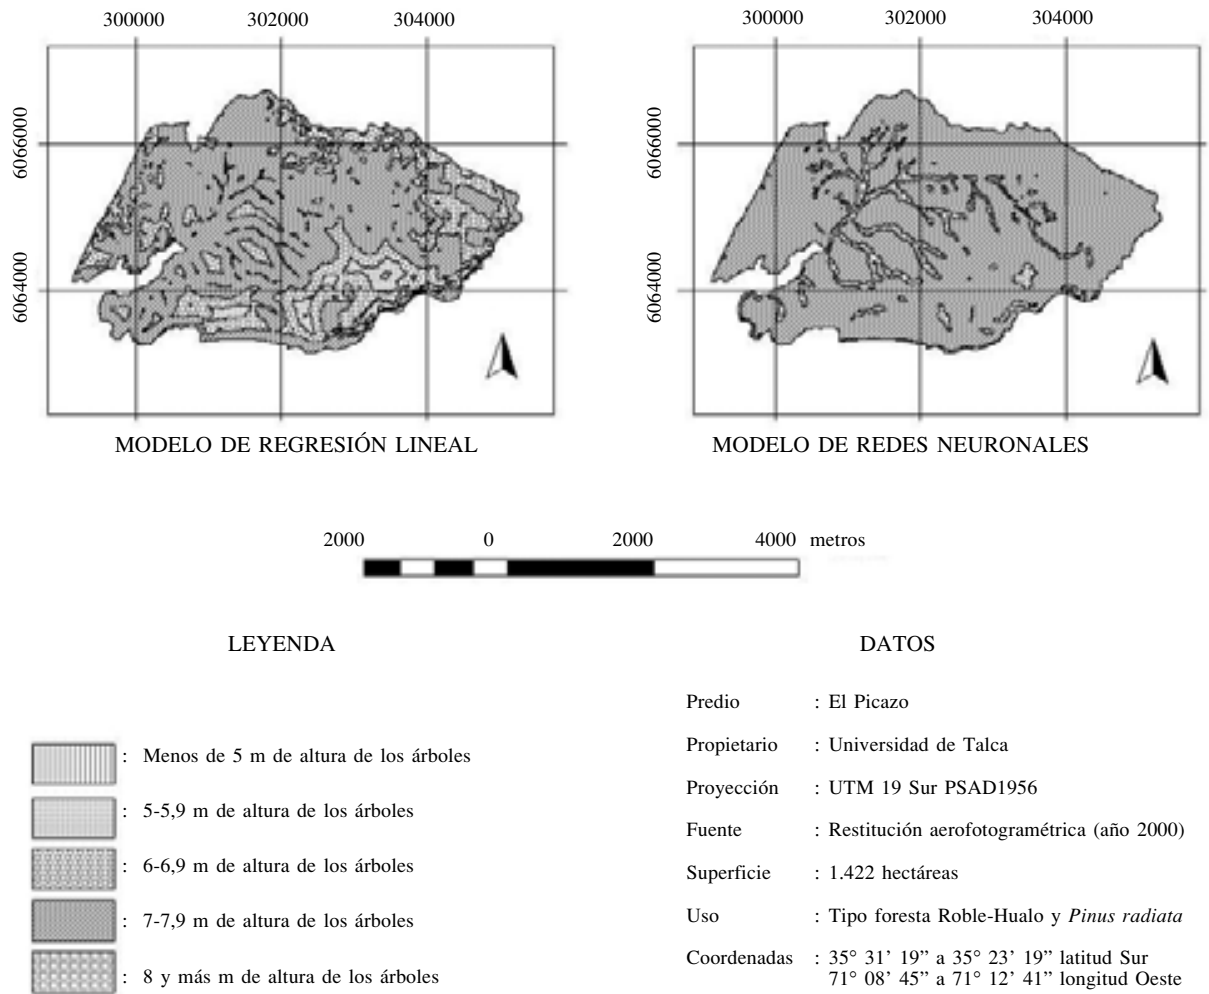 300000 302000 304000
300000 302000 304000
6066000
6064000
6066000
6064000
MODELO DE REGRESIÓN LINEAL
MODELO DE REDES NEURONALES
2000 0 2000 4000 metros
LEYENDA
: Menos de 5 m de altura de los árboles
: 5-5,9 m de altura de los árboles
: 6-6,9 m de altura de los árboles
: 7-7,9 m de altura de los árboles
: 8 y más m de altura de los árboles
DATOS
Predio : El Picazo
Propietario : Universidad de Talca
Proyección : UTM 19 Sur PSAD1956
Fuente : Restitución aerofotogramétrica (año 2000)
Superficie : 1.422 hectáreas
Uso : Tipo foresta Roble-Hualo y Pinus radiata
Coordenadas : 35° 31’ 19” a 35° 23’ 19” latitud Sur
71° 08’ 45” a 71° 12’ 41” longitud Oeste